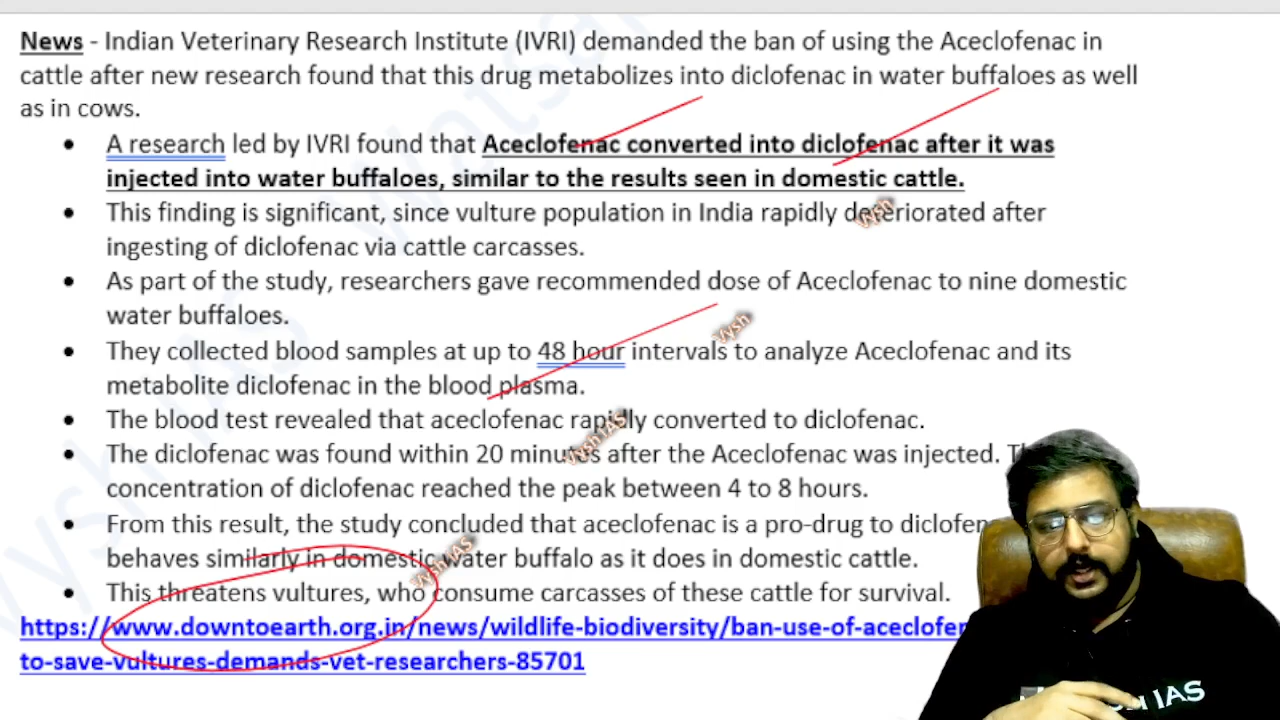 News - Indian Veterinary Research Institute (IVRI) demanded the ban of using the Aceclofenac in
cattle after new research found that this drug metabolizes into diclofenac in water buffaloes as well
as in cows.
• A research led by IVRI found that Aceclofenac converted into diclofenac after it was
injected into water buffaloes, similar to the results seen in domestic cattle.
• This finding is significant, since vulture population in India rapidly deteriorated after
ingesting of diclofenac via cattle carcasses.
• As part of the study, researchers gave recommended dose of Aceclofenac to nine domestic
water buffaloes.
• They collected blood samples at up to 48 hour intervals to analyze Aceclofenac and its
metabolite diclofenac in the blood plasma.
• The blood test revealed that aceclofenac rapidly converted to diclofenac.
• The diclofenac was found within 20 minutes after the Aceclofenac was injected.
concentration of diclofenac reached the peak between 4 to 8 hours.
• From this result, the study concluded that aceclofenac is a pro-drug to
behaves similarly in domestic water buffalo as it does in domestic cattle.
• This threatens vultures, who consume carcasses of these cattle for survival.
https://www.downtoearth.org.in/news/wildlife-biodiversity/ban-use-of-aceclofe
to-save-vultures-demands-vet-researchers-85701
Vysh
Vysh
Vysh IAS
Vysh IAS
IAS